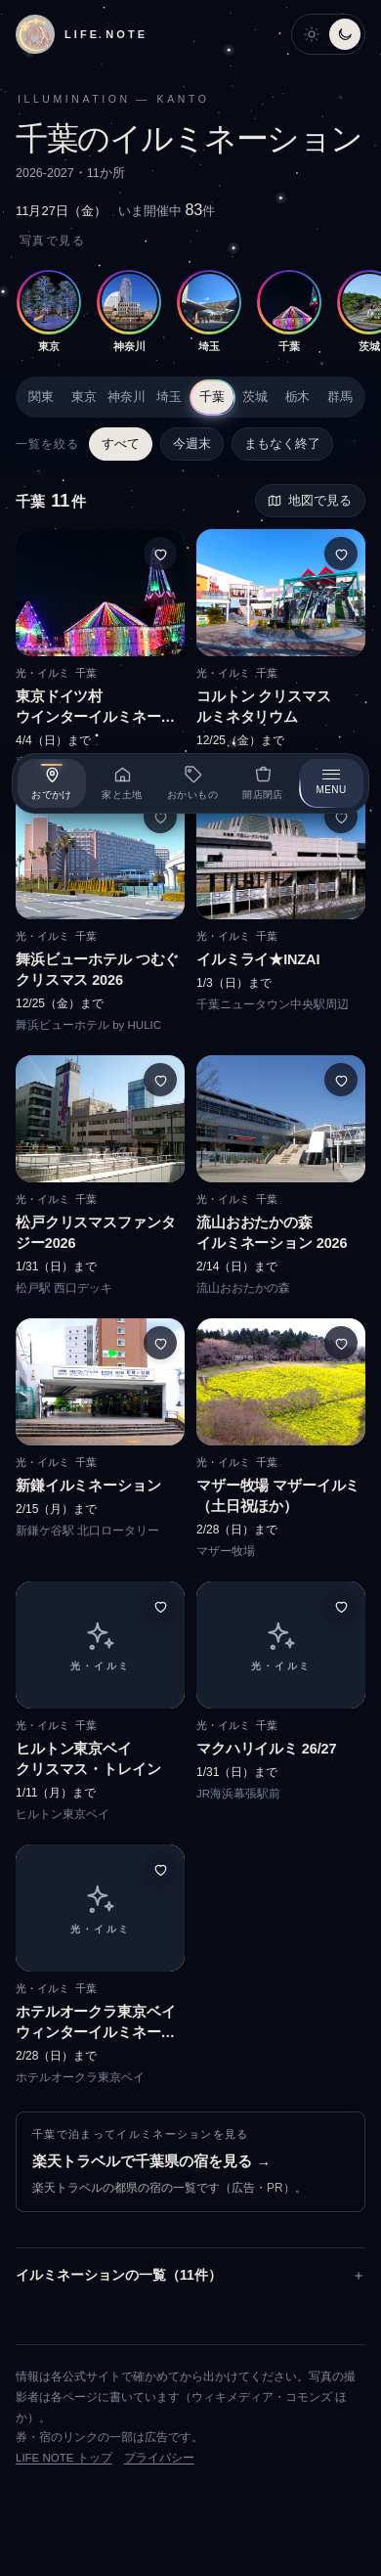 LIFE NOTE
ILLUMINATION — KANTO
千葉のイルミネーション
2026-2027・11か所
11月27日（金） いま開催中 83件
写真で見る
東京 神奈川 埼玉 千葉 茨城
関東 東京 神奈川 埼玉 千葉 茨城 栃木 群馬
一覧を絞る すべて 今週末 まもなく終了
千葉 11件 地図で見る
光・イルミ 千葉
東京ドイツ村
ウインターイルミネー…
4/4（日）まで
光・イルミ 千葉
コルトン クリスマス
ルミネタリウム
12/25（金）まで
おでかけ 家と土地 おかいもの 開店閉店 MENU
光・イルミ 千葉
舞浜ビューホテル つむぐ
クリスマス 2026
12/25（金）まで
舞浜ビューホテル by HULIC
光・イルミ 千葉
イルミライ★INZAI
1/3（日）まで
千葉ニュータウン中央駅周辺
光・イルミ 千葉
松戸クリスマスファンタ
ジー2026
1/31（日）まで
松戸駅 西口デッキ
光・イルミ 千葉
流山おおたかの森
イルミネーション 2026
2/14（日）まで
流山おおたかの森
光・イルミ 千葉
新鎌イルミネーション
2/15（月）まで
新鎌ケ谷駅 北口ロータリー
光・イルミ 千葉
マザー牧場 マザーイルミ
（土日祝ほか）
2/28（日）まで
マザー牧場
光・イルミ
光・イルミ 千葉
ヒルトン東京ベイ
クリスマス・トレイン
1/11（月）まで
ヒルトン東京ベイ
光・イルミ
光・イルミ 千葉
マクハリイルミ 26/27
1/31（日）まで
JR海浜幕張駅前
光・イルミ
光・イルミ 千葉
ホテルオークラ東京ベイ
ウィンターイルミネー…
2/28（日）まで
ホテルオークラ東京ベイ
千葉で泊まってイルミネーションを見る
楽天トラベルで千葉県の宿を見る →
楽天トラベルの都県の宿の一覧です（広告・PR）。
イルミネーションの一覧（11件） +
情報は各公式サイトで確かめてから出かけてください。写真の撮
影者は各ページに書いています（ウィキメディア・コモンズ ほ
か）。
券・宿のリンクの一部は広告です。
LIFE NOTE トップ プライバシー